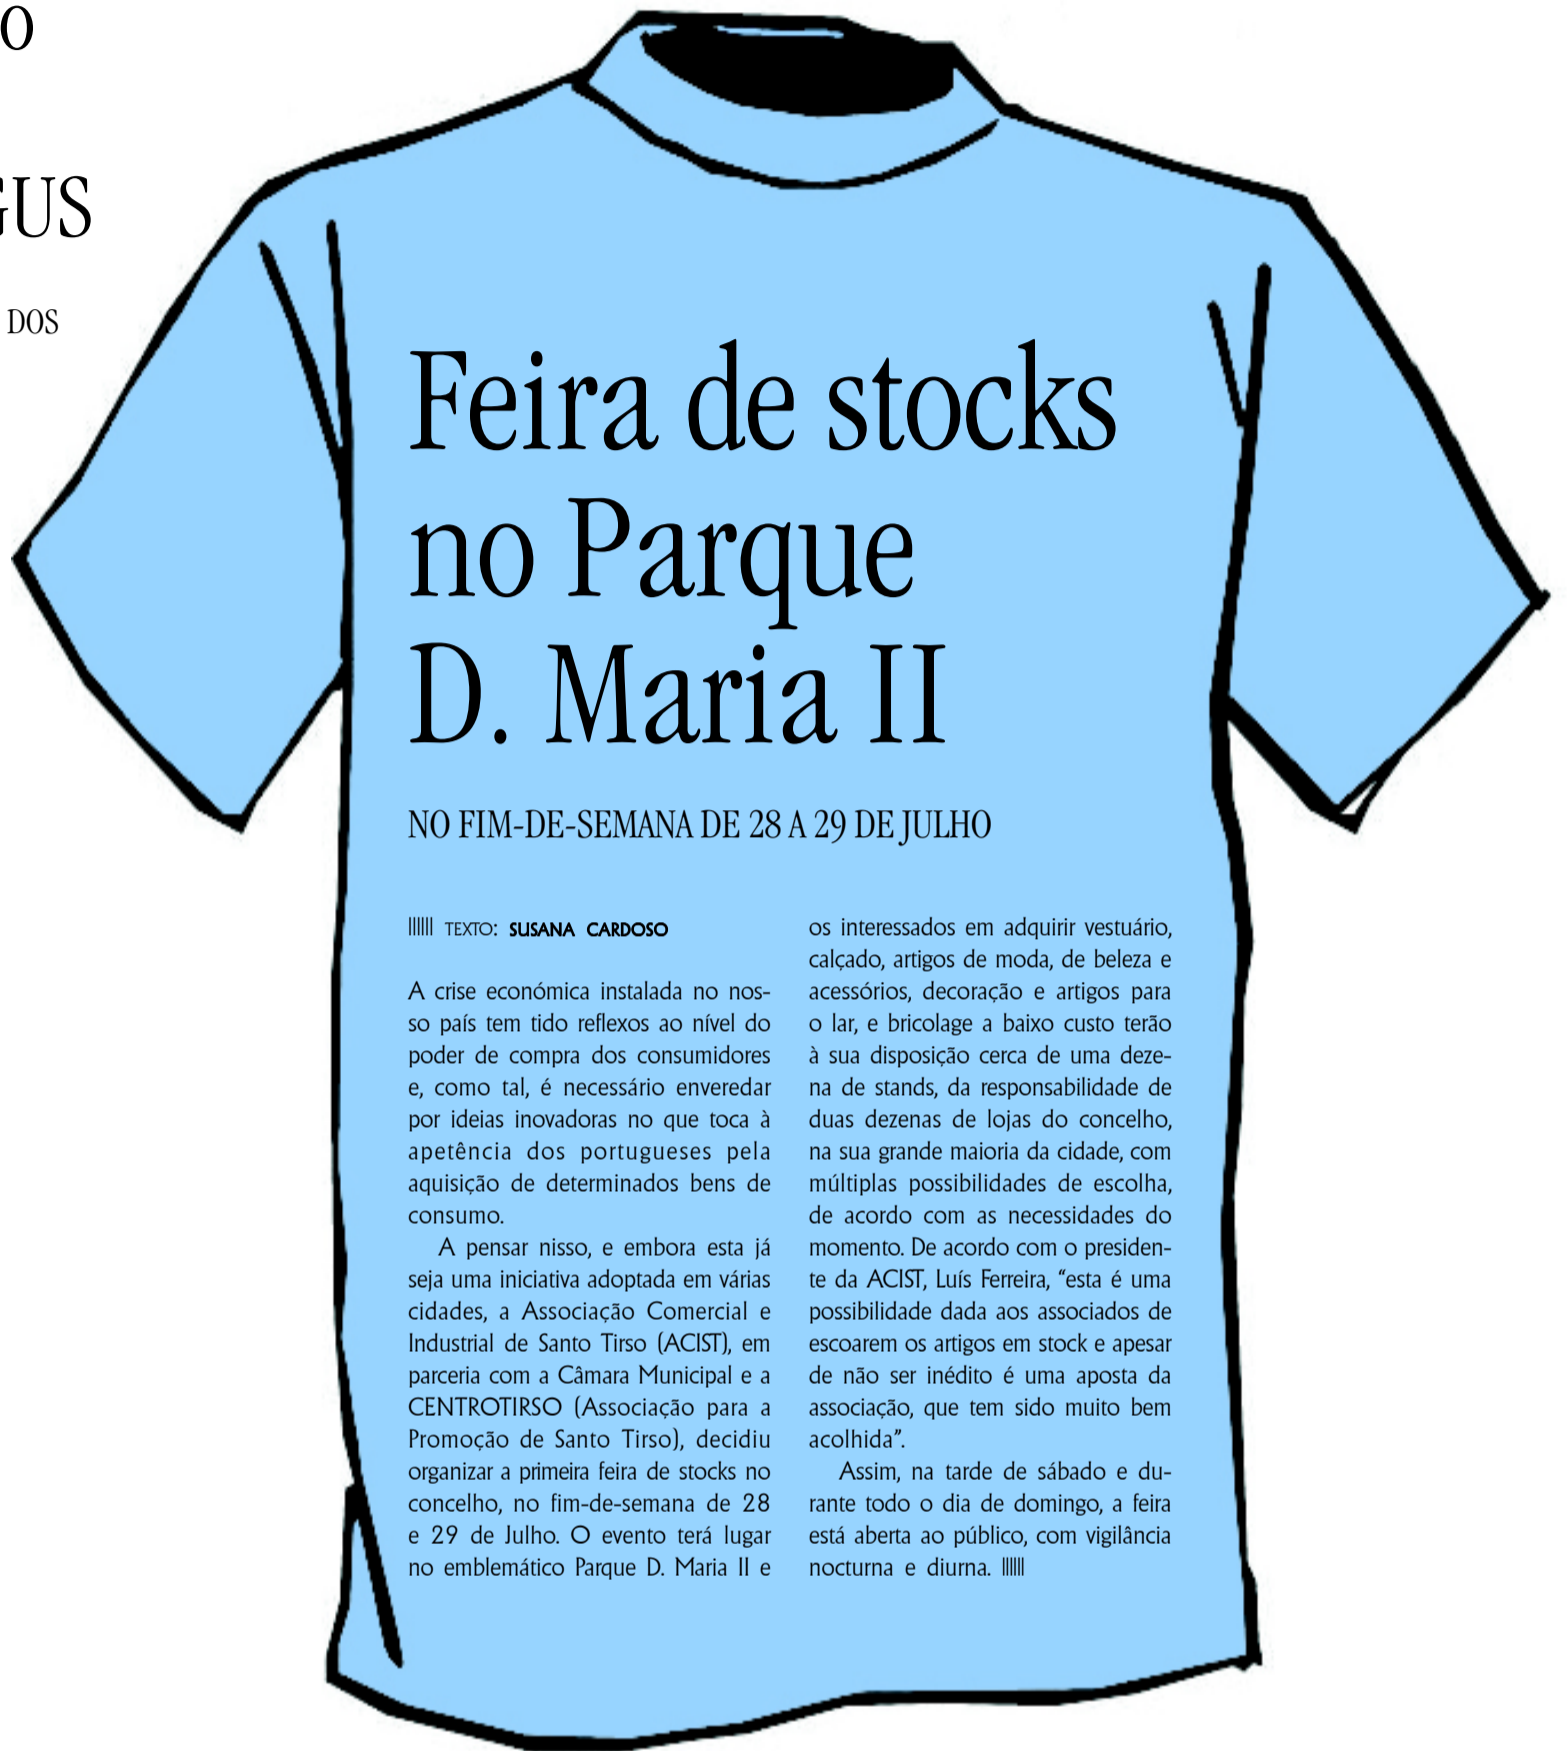 O
GUS
DOS
Feira de stocks
no Parque
D. Maria II
NO FIM-DE-SEMANA DE 28 A 29 DE JULHO
TEXTO: SUSANA CARDOSO
A crise económica instalada no nos-
so país tem tido reflexos ao nível do
poder de compra dos consumidores
e, como tal, é necessário enveredar
por ideias inovadoras no que toca à
apetência dos portugueses pela
aquisição de determinados bens de
consumo.
A pensar nisso, e embora esta já
seja uma iniciativa adoptada em várias
cidades, a Associação Comercial e
Industrial de Santo Tirso (ACIST), em
parceria com a Câmara Municipal e a
CENTROTIRSO (Associação para a
Promoção de Santo Tirso), decidiu
organizar a primeira feira de stocks no
concelho, no fim-de-semana de 28
e 29 de Julho. O evento terá lugar
no emblemático Parque D. Maria II e
os interessados em adquirir vestuário,
calçado, artigos de moda, de beleza e
acessórios, decoração e artigos para
o lar, e bricolage a baixo custo terão
à sua disposição cerca de uma deze-
na de stands, da responsabilidade de
duas dezenas de lojas do concelho,
na sua grande maioria da cidade, com
múltiplas possibilidades de escolha,
de acordo com as necessidades do
momento. De acordo com o presiden-
te da ACIST, Luís Ferreira, “esta é uma
possibilidade dada aos associados de
escoarem os artigos em stock e apesar
de não ser inédito é uma aposta da
associação, que tem sido muito bem
acolhida”.
Assim, na tarde de sábado e du-
rante todo o dia de domingo, a feira
está aberta ao público, com vigilância
nocturna e diurna.